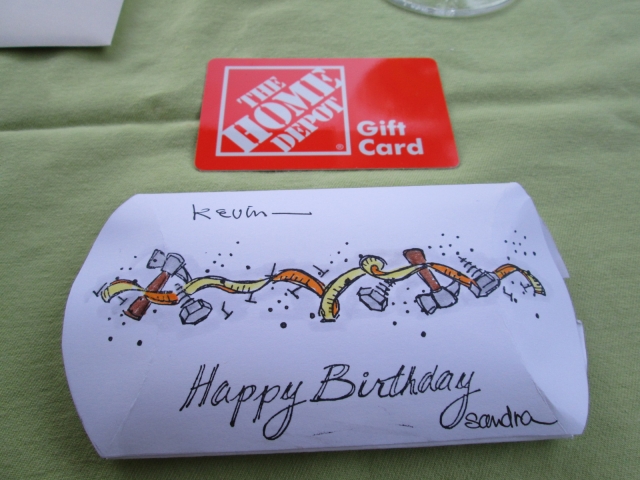 THE
HOME
DEPOT
®
Gift
Card
Kevin—
Happy Birthday
Sandra